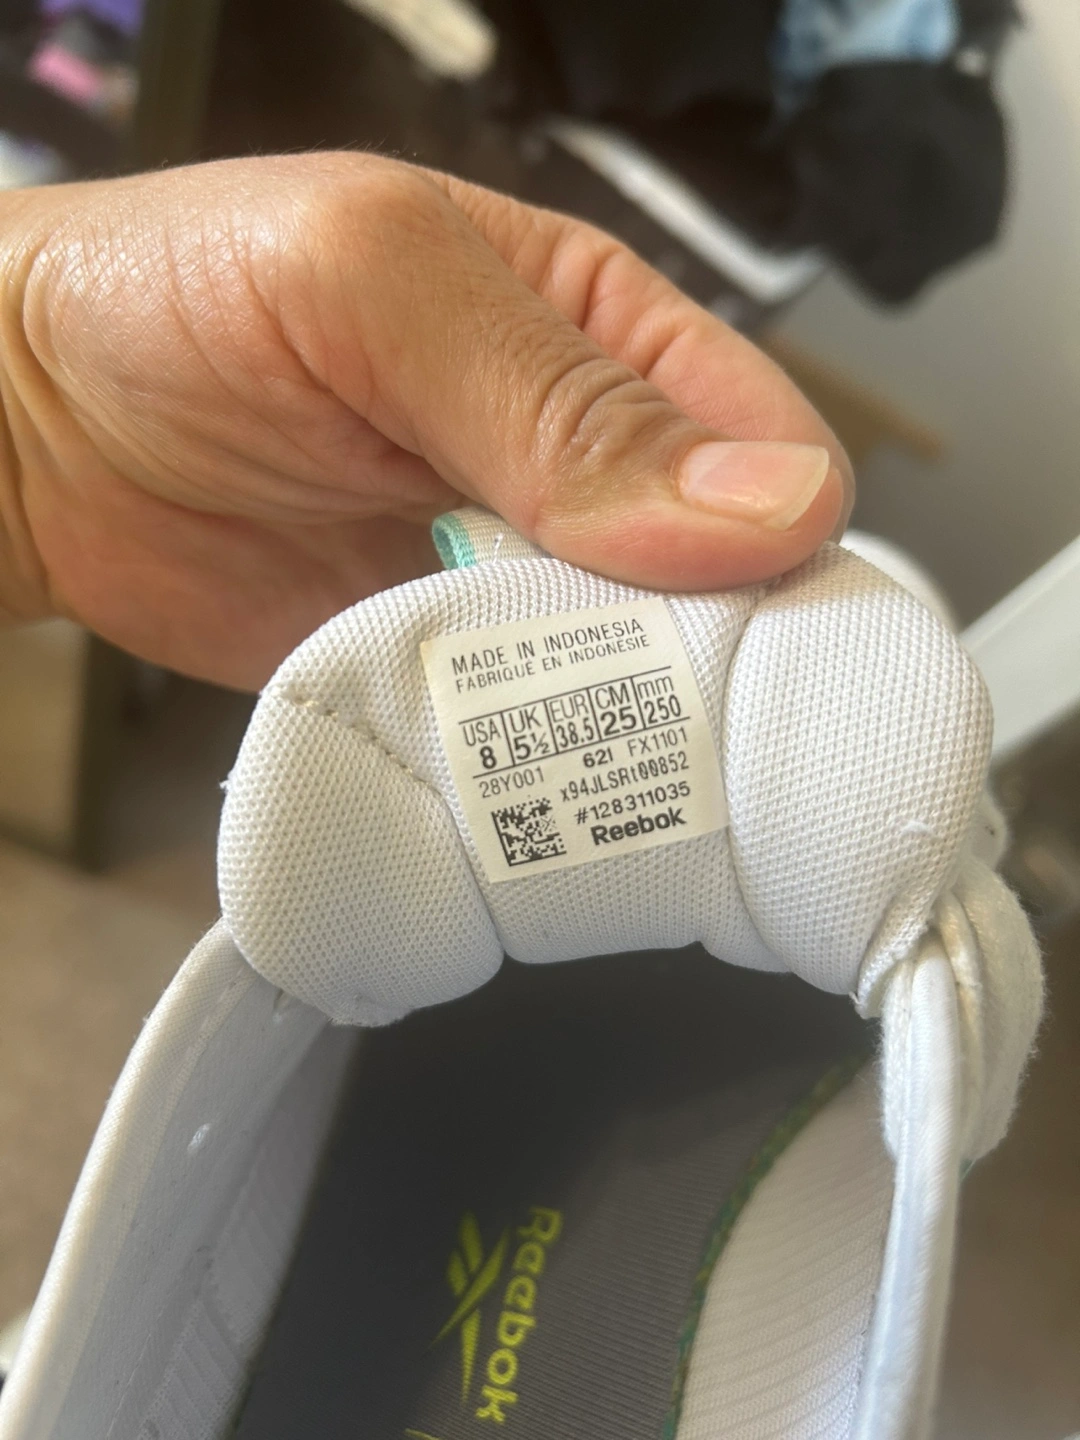 MADE IN INDONESIA
FABRIQUÉ EN INDONÉSIE
USA UK EUR CM mm
8 5½ 38.5 25 250
28Y001 621 FX1101
x94JLSRt00852
#128311035
Reebok
Reebok